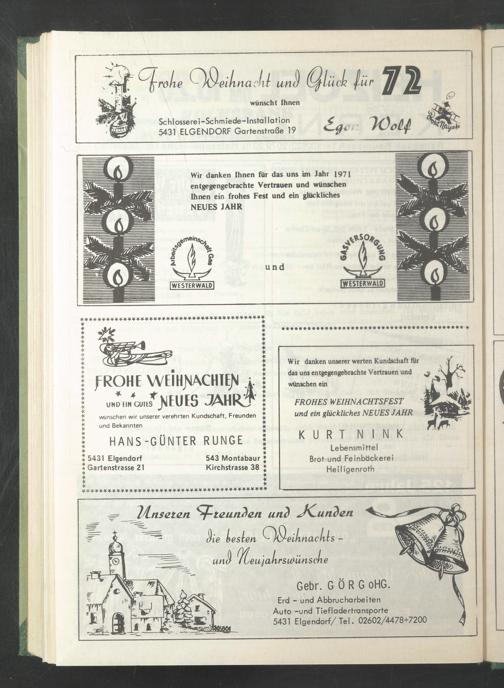 Frohe Weihnacht und Glück für 72
wünscht Ihnen
Schlosserei-Schmiede-Installation
5431 ELGENDORF Gartenstraße 19
Egon Wolf
Wir danken Ihnen für das uns im Jahr 1971
entgegengebrachte Vertrauen und wünschen
Ihnen ein frohes Fest und ein glückliches
NEUES JAHR
Arbeitsgemeinschaft Gas
WESTERWALD
und
GASVERSORGUNG
WESTERWALD
FROHE WEIHNACHTEN
UND EIN GUTES NEUES JAHR
wünschen wir unserer verehrten Kundschaft, Freunden
und Bekannten
HANS-GÜNTER RUNGE
5431 Elgendorf 543 Montabaur
Gartenstrasse 21 Kirchstrasse 38
Wir danken unserer werten Kundschaft für
das uns entgegengebrachte Vertrauen und
wünschen ein
FROHES WEIHNACHTSFEST
und ein glückliches NEUES JAHR
KURT NINK
Lebensmittel
Brot-und Feinbäckerei
Heiligenroth
Unseren Freunden und Kunden
die besten Weihnachts-
und Neujahrswünsche
Gebr. GÖRG oHG.
Erd - und Abbrucharbeiten
Auto -und Tiefladertransporte
5431 Elgendorf/ Tel. 02602/4478+7200